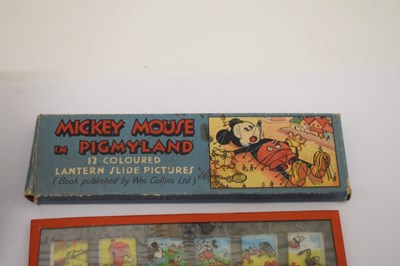 MICKEY MOUSE
IN PIGMYLAND
12 COLOURED
LANTERN SLIDE PICTURES
(Book published by Wm. Collins Ltd.)